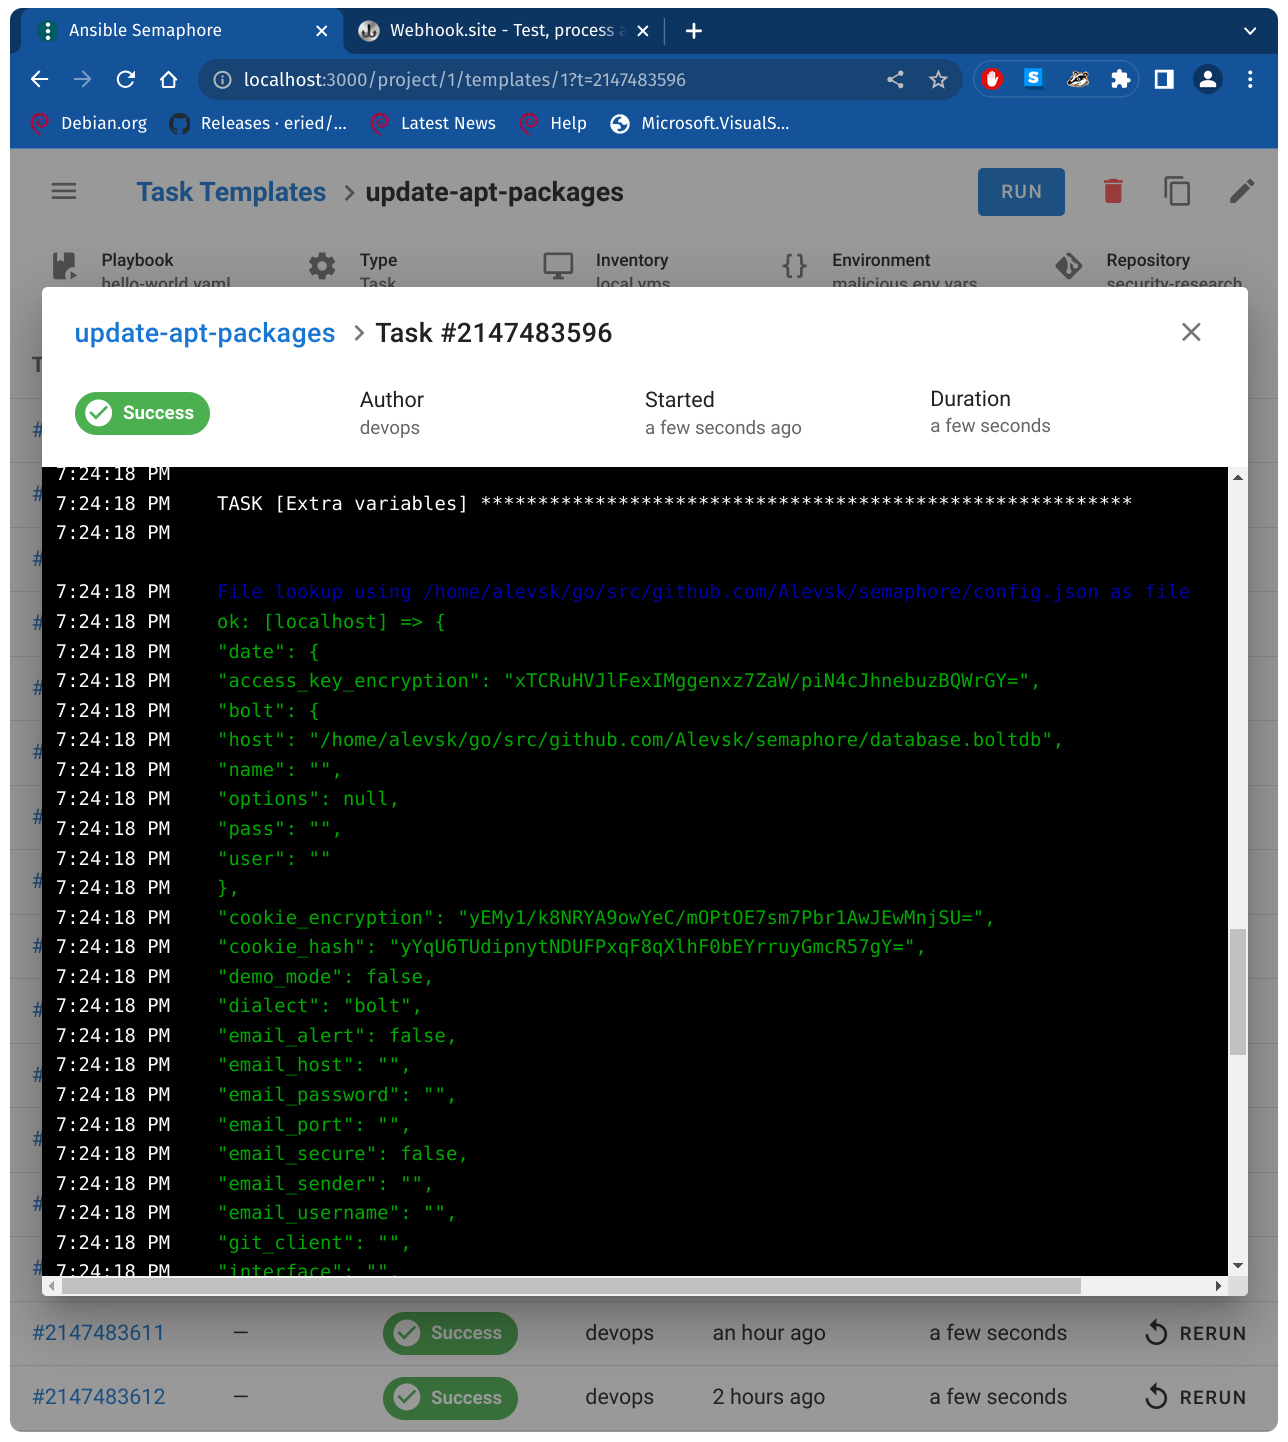 Ansible Semaphore
Webhook.site - Test, process a
localhost:3000/project/1/templates/1?t=2147483596
Debian.org Releases · eried/... Latest News Help Microsoft.VisualS...
Task Templates > update-apt-packages RUN
Playbook Type Inventory Environment Repository
hello-world.yaml Task local vms malicious env vars security-research
update-apt-packages > Task #2147483596
Success
Author Started Duration
devops a few seconds ago a few seconds
7:24:18 PM
7:24:18 PM TASK [Extra variables] *********************************************************
7:24:18 PM
7:24:18 PM File lookup using /home/alevsk/go/src/github.com/Alevsk/semaphore/config.json as file
7:24:18 PM ok: [localhost] => {
7:24:18 PM "date": {
7:24:18 PM "access_key_encryption": "xTCRuHVJlFexIMggenxz7ZaW/piN4cJhnebuzBQWrGY=",
7:24:18 PM "bolt": {
7:24:18 PM "host": "/home/alevsk/go/src/github.com/Alevsk/semaphore/database.boltdb",
7:24:18 PM "name": "",
7:24:18 PM "options": null,
7:24:18 PM "pass": "",
7:24:18 PM "user": ""
7:24:18 PM },
7:24:18 PM "cookie_encryption": "yEMy1/k8NRYA9owYeC/mOPtOE7sm7Pbr1AwJEwMnjSU=",
7:24:18 PM "cookie_hash": "yYqU6TUdipnytNDUFPxqF8qXlhF0bEYrruyGmcR57gY=",
7:24:18 PM "demo_mode": false,
7:24:18 PM "dialect": "bolt",
7:24:18 PM "email_alert": false,
7:24:18 PM "email_host": "",
7:24:18 PM "email_password": "",
7:24:18 PM "email_port": "",
7:24:18 PM "email_secure": false,
7:24:18 PM "email_sender": "",
7:24:18 PM "email_username": "",
7:24:18 PM "git_client": "",
7:24:18 PM "interface": "",
#2147483611 — Success devops an hour ago a few seconds RERUN
#2147483612 — Success devops 2 hours ago a few seconds RERUN